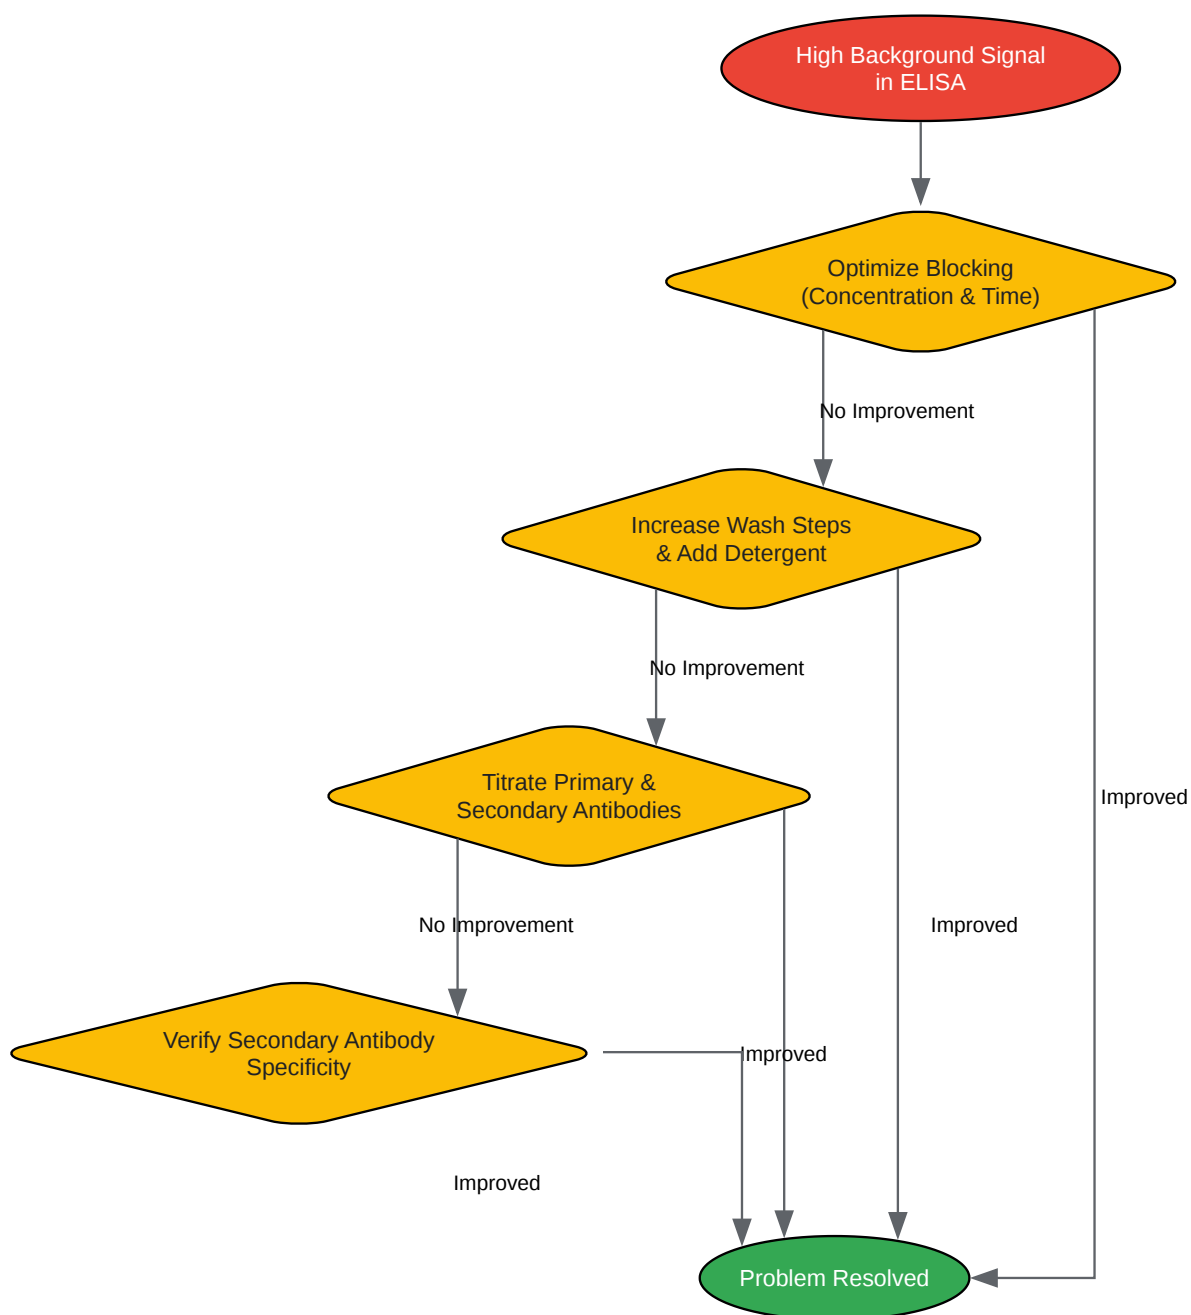 High Background Signal
in ELISA
Optimize Blocking
(Concentration & Time)
No Improvement
Increase Wash Steps
& Add Detergent
No Improvement
Titrate Primary &
Secondary Antibodies
Improved
No Improvement
Improved
Verify Secondary Antibody
Specificity
Improved
Improved
Problem Resolved